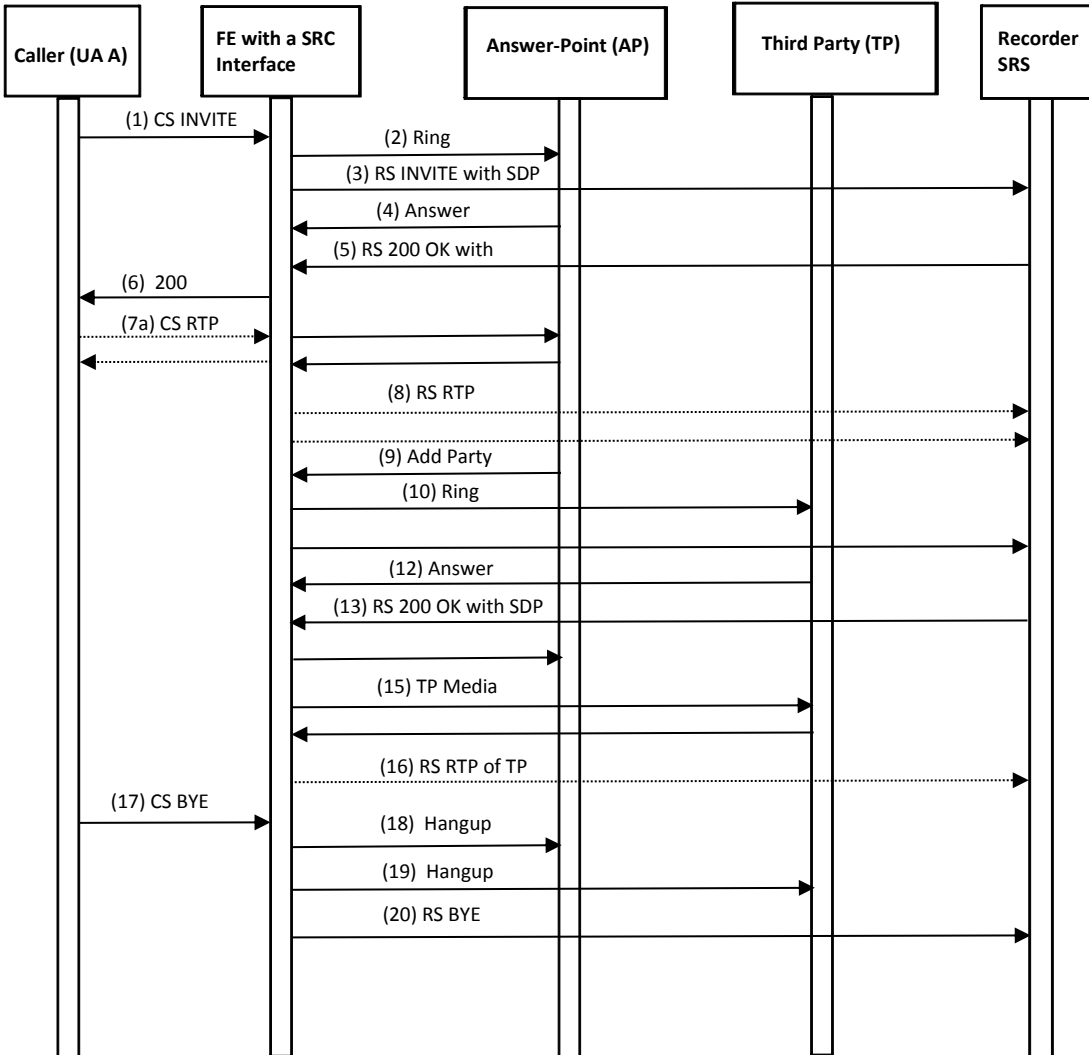 Caller (UA A)
FE with a SRC
Interface
Answer-Point (AP)
Third Party (TP)
Recorder
SRS
(1) CS INVITE
(2) Ring
(3) RS INVITE with SDP
(4) Answer
(5) RS 200 OK with
(6) 200
(7a) CS RTP
(8) RS RTP
(9) Add Party
(10) Ring
(12) Answer
(13) RS 200 OK with SDP
(15) TP Media
(16) RS RTP of TP
(17) CS BYE
(18) Hangup
(19) Hangup
(20) RS BYE